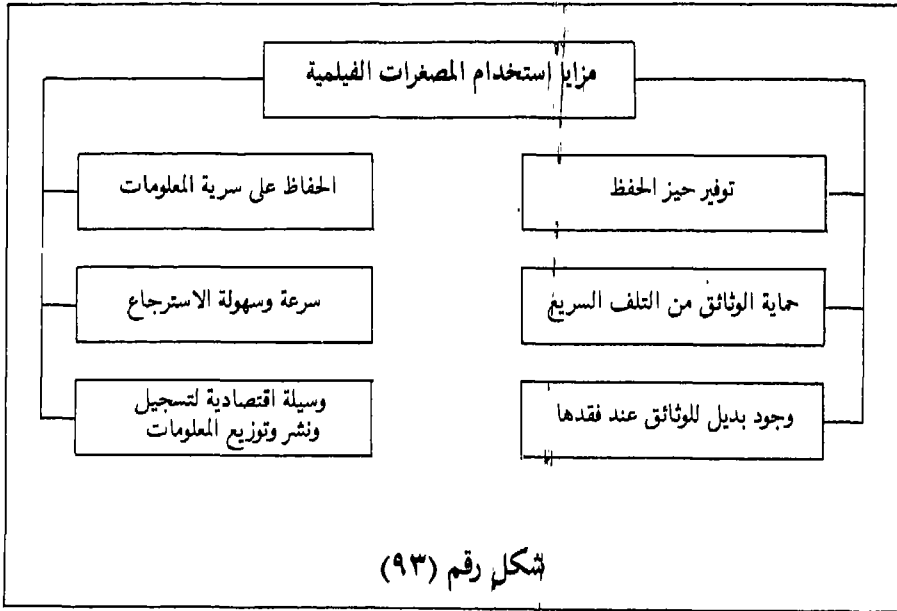 مزايا استخدام المصغرات الفيلمية
توفير حيز الحفظ
حماية الوثائق من التلف السريع
وجود بديل للوثائق عند فقدها
الحفاظ على سرية المعلومات
سرعة وسهولة الاسترجاع
وسيلة اقتصادية لتسجيل
ونشر وتوزيع المعلومات
شكل رقم (٩٣)